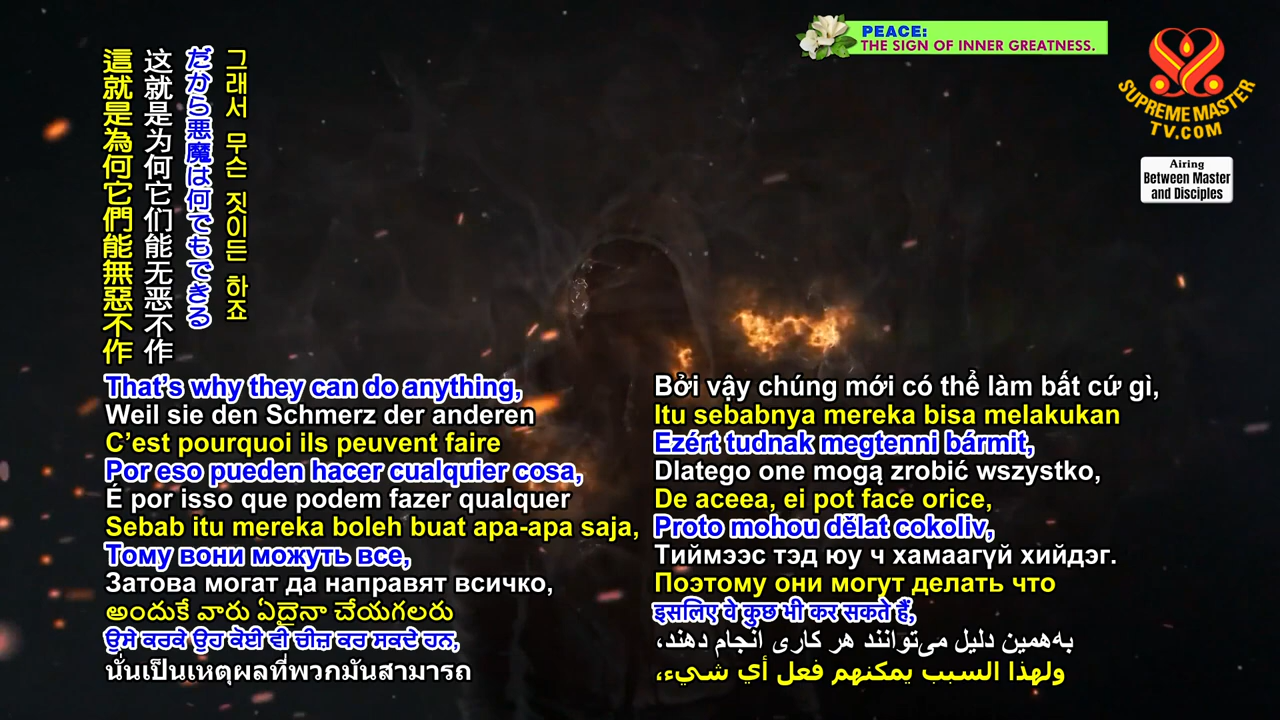 PEACE:
THE SIGN OF INNER GREATNESS.
SUPREME MASTER
TV.COM
Airing
Between Master
and Disciples
그래서 무슨 짓이든 하죠
だから悪魔は何でもできる
这就是为何它们能无恶不作
這就是為何它們能無惡不作
That's why they can do anything,
Weil sie den Schmerz der anderen
C'est pourquoi ils peuvent faire
Por eso pueden hacer cualquier cosa,
É por isso que podem fazer qualquer
Sebab itu mereka boleh buat apa-apa saja,
Тому вони можуть все,
Затова могат да направят всичко,
అందుకే వారు ఏదైనా చేయగలరు
ਉਸੇ ਕਰਕੇ ਉਹ ਕੋਈ ਵੀ ਚੀਜ਼ ਕਰ ਸਕਦੇ ਹਨ,
นั่นเป็นเหตุผลที่พวกมันสามารถ
Bởi vậy chúng mới có thể làm bất cứ gì,
Itu sebabnya mereka bisa melakukan
Ezért tudnak megtenni bármit,
Dlatego one mogą zrobić wszystko,
De aceea, ei pot face orice,
Proto mohou dělat cokoliv,
Тиймээс тэд юу ч хамаагүй хийдэг.
Поэтому они могут делать что
इसलिए वे कुछ भी कर सकते हैं,
به‌همین دلیل می‌توانند هر کاری انجام دهند،
ولهذا السبب يمكنهم فعل أي شيء،